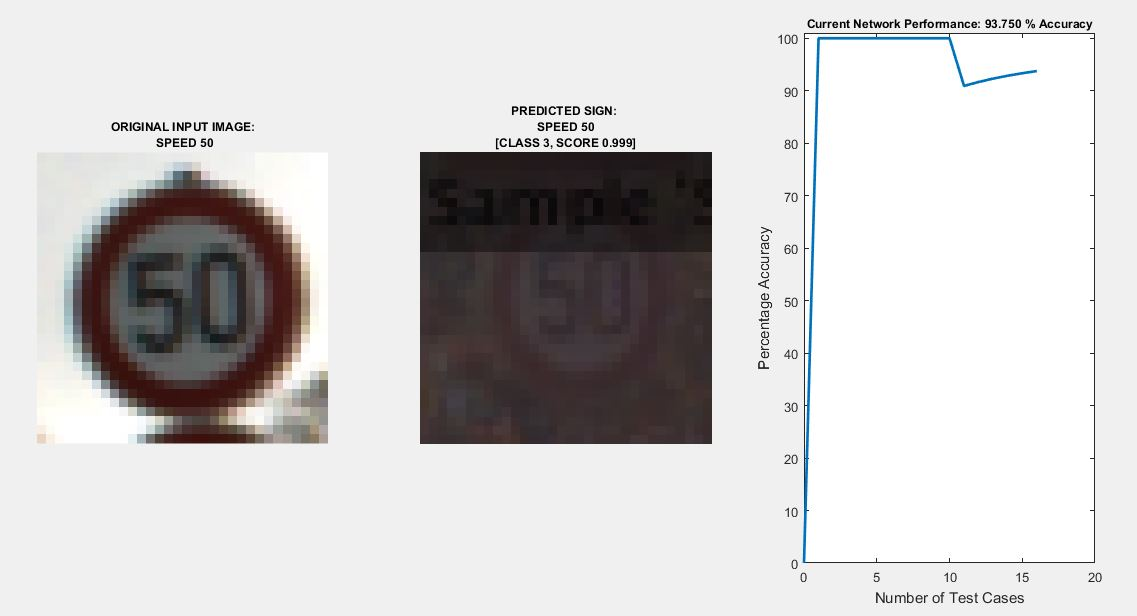 ORIGINAL INPUT IMAGE:
SPEED 50
50
PREDICTED SIGN:
SPEED 50
[CLASS 3, SCORE 0.999]
Sample
50
Current Network Performance: 93.750 % Accuracy
100
90
80
70
60
50
40
30
20
10
0
Percentage Accuracy
0 5 10 15 20
Number of Test Cases